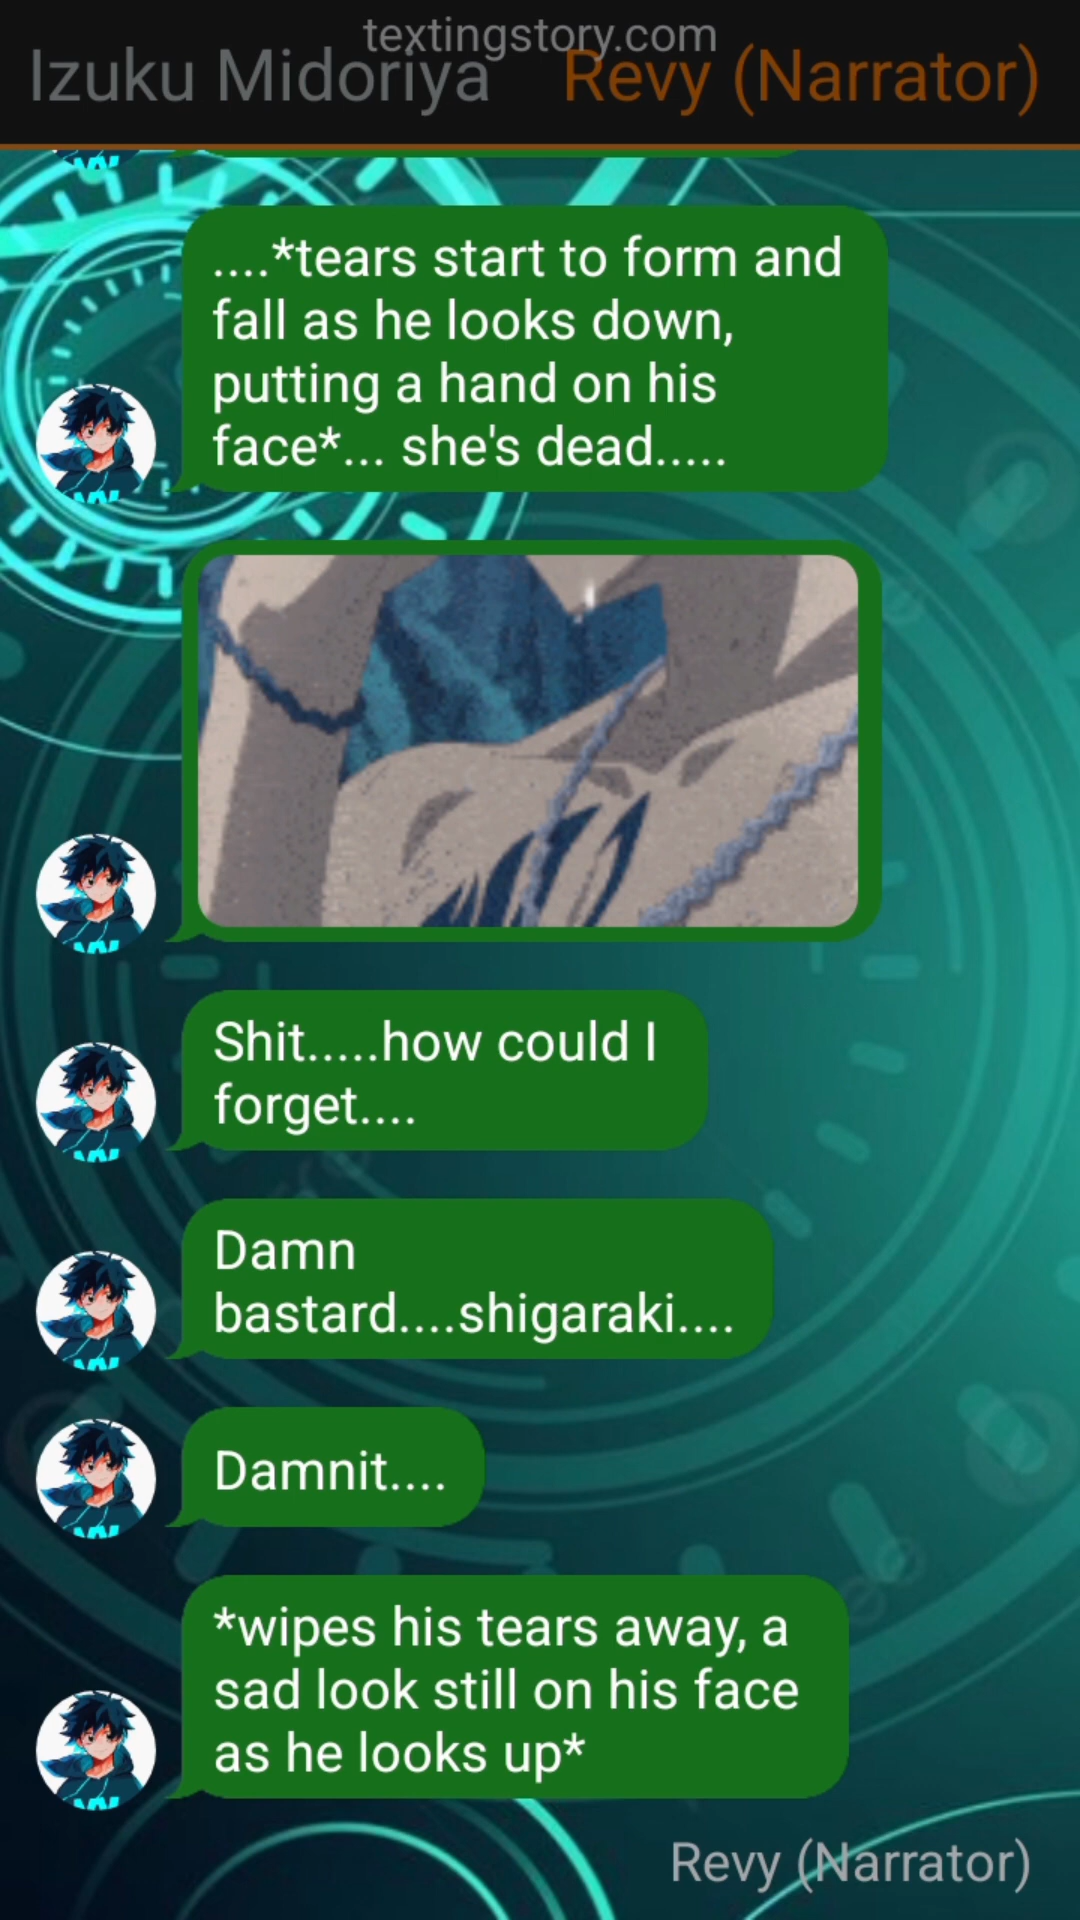 textingstory.com
Izuku Midoriya Revy (Narrator)
....*tears start to form and
fall as he looks down,
putting a hand on his
face*... she's dead.....
Shit.....how could I
forget....
Damn
bastard....shigaraki....
Damnit....
*wipes his tears away, a
sad look still on his face
as he looks up*
Revy (Narrator)